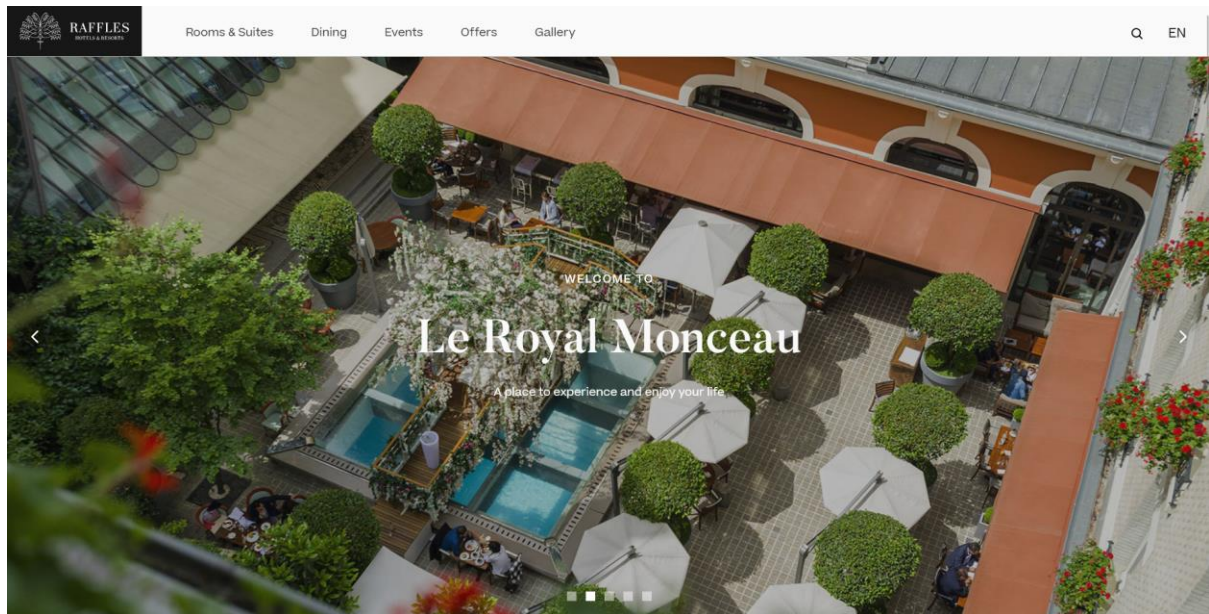 RAFFLES
HOTELS & RESORTS
Rooms & Suites
Dining
Events
Offers
Gallery
EN
WELCOME TO
Le Royal Monceau
A place to experience and enjoy your life